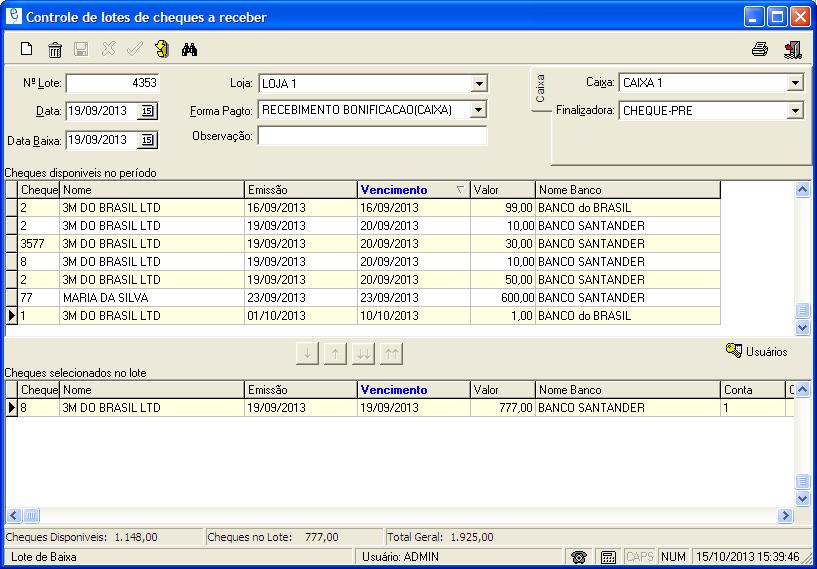 Controle de lotes de cheques a receber
Nº Lote: 4353 Loja: LOJA 1 Caixa Caixa: CAIXA 1
Data: 19/09/2013 15 Forma Pagto: RECEBIMENTO BONIFICACAO(CAIXA) Finalizadora: CHEQUE-PRE
Data Baixa: 19/09/2013 15 Observação:
Cheques disponiveis no período
Cheque Nome Emissão Vencimento Valor Nome Banco
2 3M DO BRASIL LTD 16/09/2013 16/09/2013 99,00 BANCO do BRASIL
2 3M DO BRASIL LTD 19/09/2013 20/09/2013 10,00 BANCO SANTANDER
3577 3M DO BRASIL LTD 19/09/2013 20/09/2013 30,00 BANCO SANTANDER
8 3M DO BRASIL LTD 19/09/2013 20/09/2013 10,00 BANCO SANTANDER
2 3M DO BRASIL LTD 19/09/2013 20/09/2013 50,00 BANCO SANTANDER
77 MARIA DA SILVA 23/09/2013 23/09/2013 600,00 BANCO SANTANDER
1 3M DO BRASIL LTD 01/10/2013 10/10/2013 1,00 BANCO do BRASIL
Usuários
Cheques selecionados no lote
Cheque Nome Emissão Vencimento Valor Nome Banco Conta
8 3M DO BRASIL LTD 19/09/2013 19/09/2013 777,00 BANCO SANTANDER 1
Cheques Disponiveis: 1.148,00 Cheques no Lote: 777,00 Total Geral: 1.925,00
Lote de Baixa Usuário: ADMIN CAPS NUM 15/10/2013 15:39:46